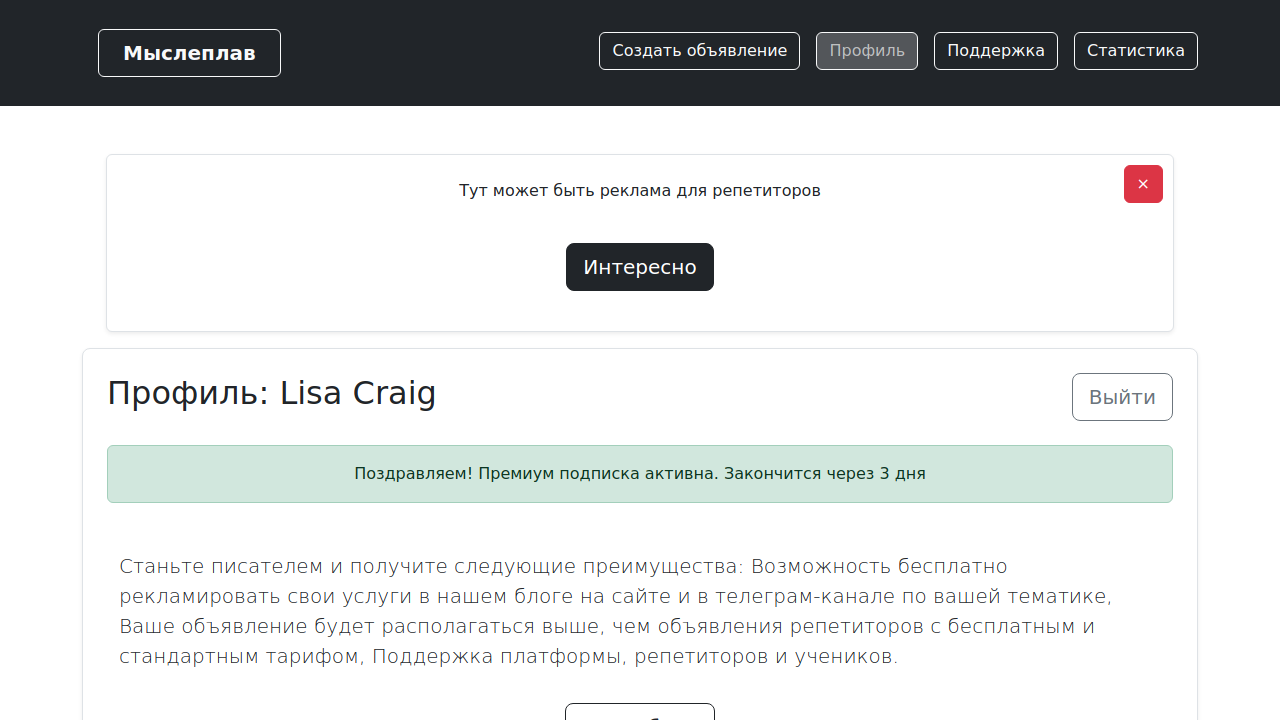 Мыслеплав
Создать объявление
Профиль
Поддержка
Статистика
Тут может быть реклама для репетиторов
×
Интересно
Профиль: Lisa Craig
Выйти
Поздравляем! Премиум подписка активна. Закончится через 3 дня
Станьте писателем и получите следующие преимущества: Возможность бесплатно
рекламировать свои услуги в нашем блоге на сайте и в телеграм-канале по вашей тематике,
Ваше объявление будет располагаться выше, чем объявления репетиторов с бесплатным и
стандартным тарифом, Поддержка платформы, репетиторов и учеников.